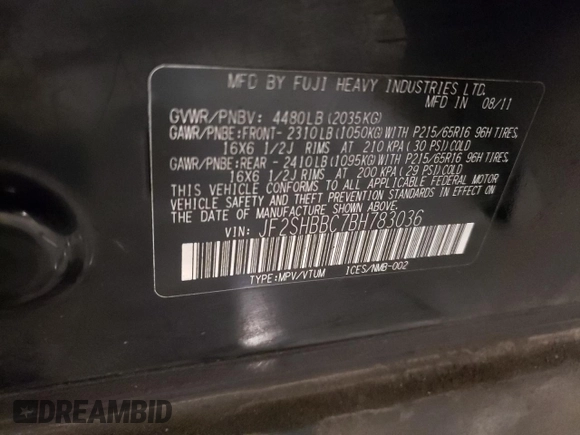 MFD BY FUJI HEAVY INDUSTRIES LTD.
MFD IN 08/11
GVWR/PNBV: 4480LB(2035KG)
GAWR/PNBE:FRONT- 2310LB(1050KG)WITH P215/65R16 96H TIRES,
16X6 1/2J RIMS AT 210 KPA(30 PSI)COLD
GAWR/PNBE:REAR - 2410LB(1095KG)WITH P215/65R16 96H TIRES,
16X6 1/2J RIMS AT 200 KPA(29 PSI)COLD
THIS VEHICLE CONFORMS TO ALL APPLICABLE FEDERAL MOTOR
VEHICLE SAFETY AND THEFT PREVENTION STANDARDS IN EFFECT
ON THE DATE OF MANUFACTURE SHOWN ABOVE.
VIN: JF2SHBBC7BH783036
TYPE:MPV/VTUM ICES/NMB-002
DREAMBID